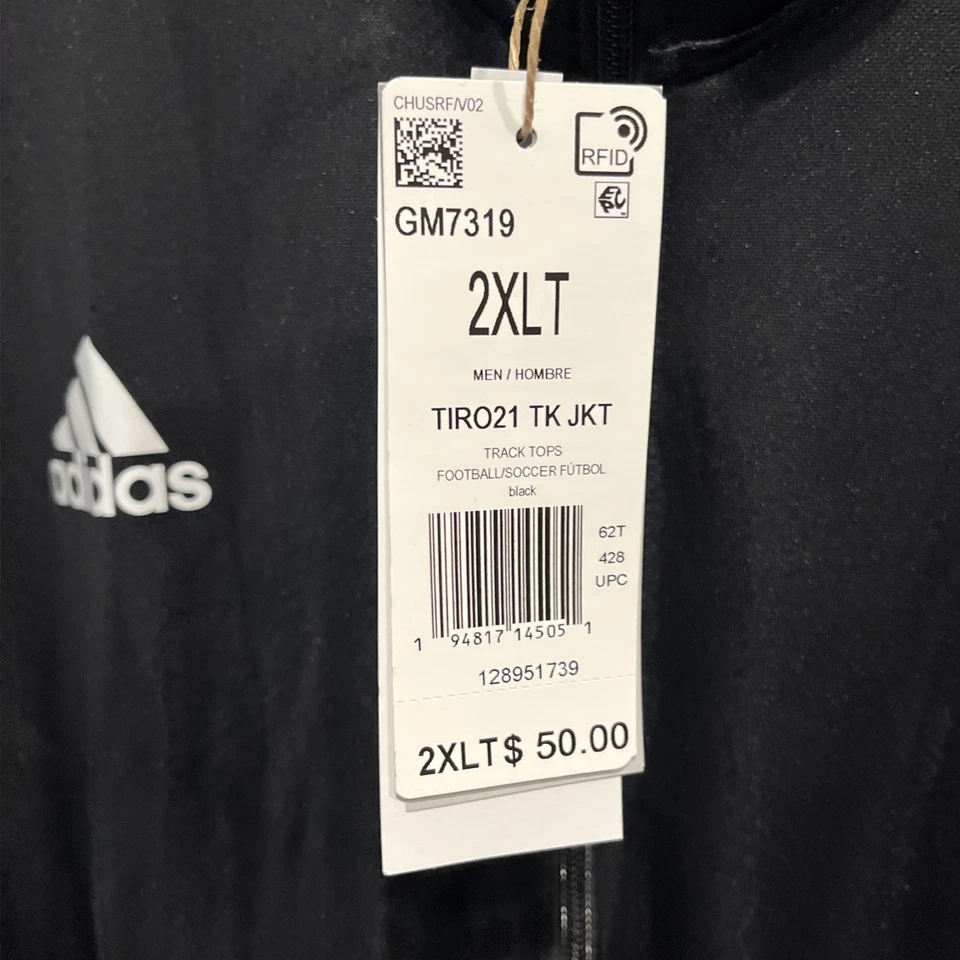 CHUSRF/V02
RFID
EPC
GM7319
2XLT
MEN / HOMBRE
TIRO21 TK JKT
TRACK TOPS
FOOTBALL/SOCCER FÚTBOL
black
62T
428
UPC
1 94817 14505 1
128951739
2XLT $ 50.00
adidas